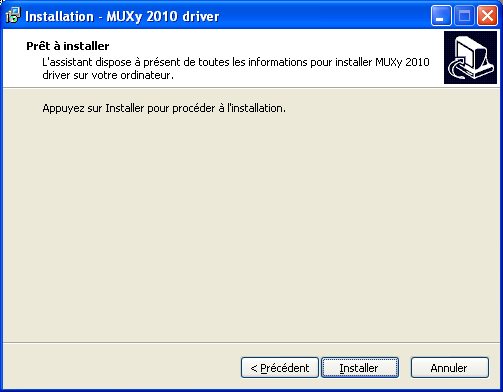 Installation - MUXy 2010 driver
Prêt à installer
L'assistant dispose à présent de toutes les informations pour installer MUXy 2010
driver sur votre ordinateur.
Appuyez sur Installer pour procéder à l'installation.
< Précédent
Installer
Annuler